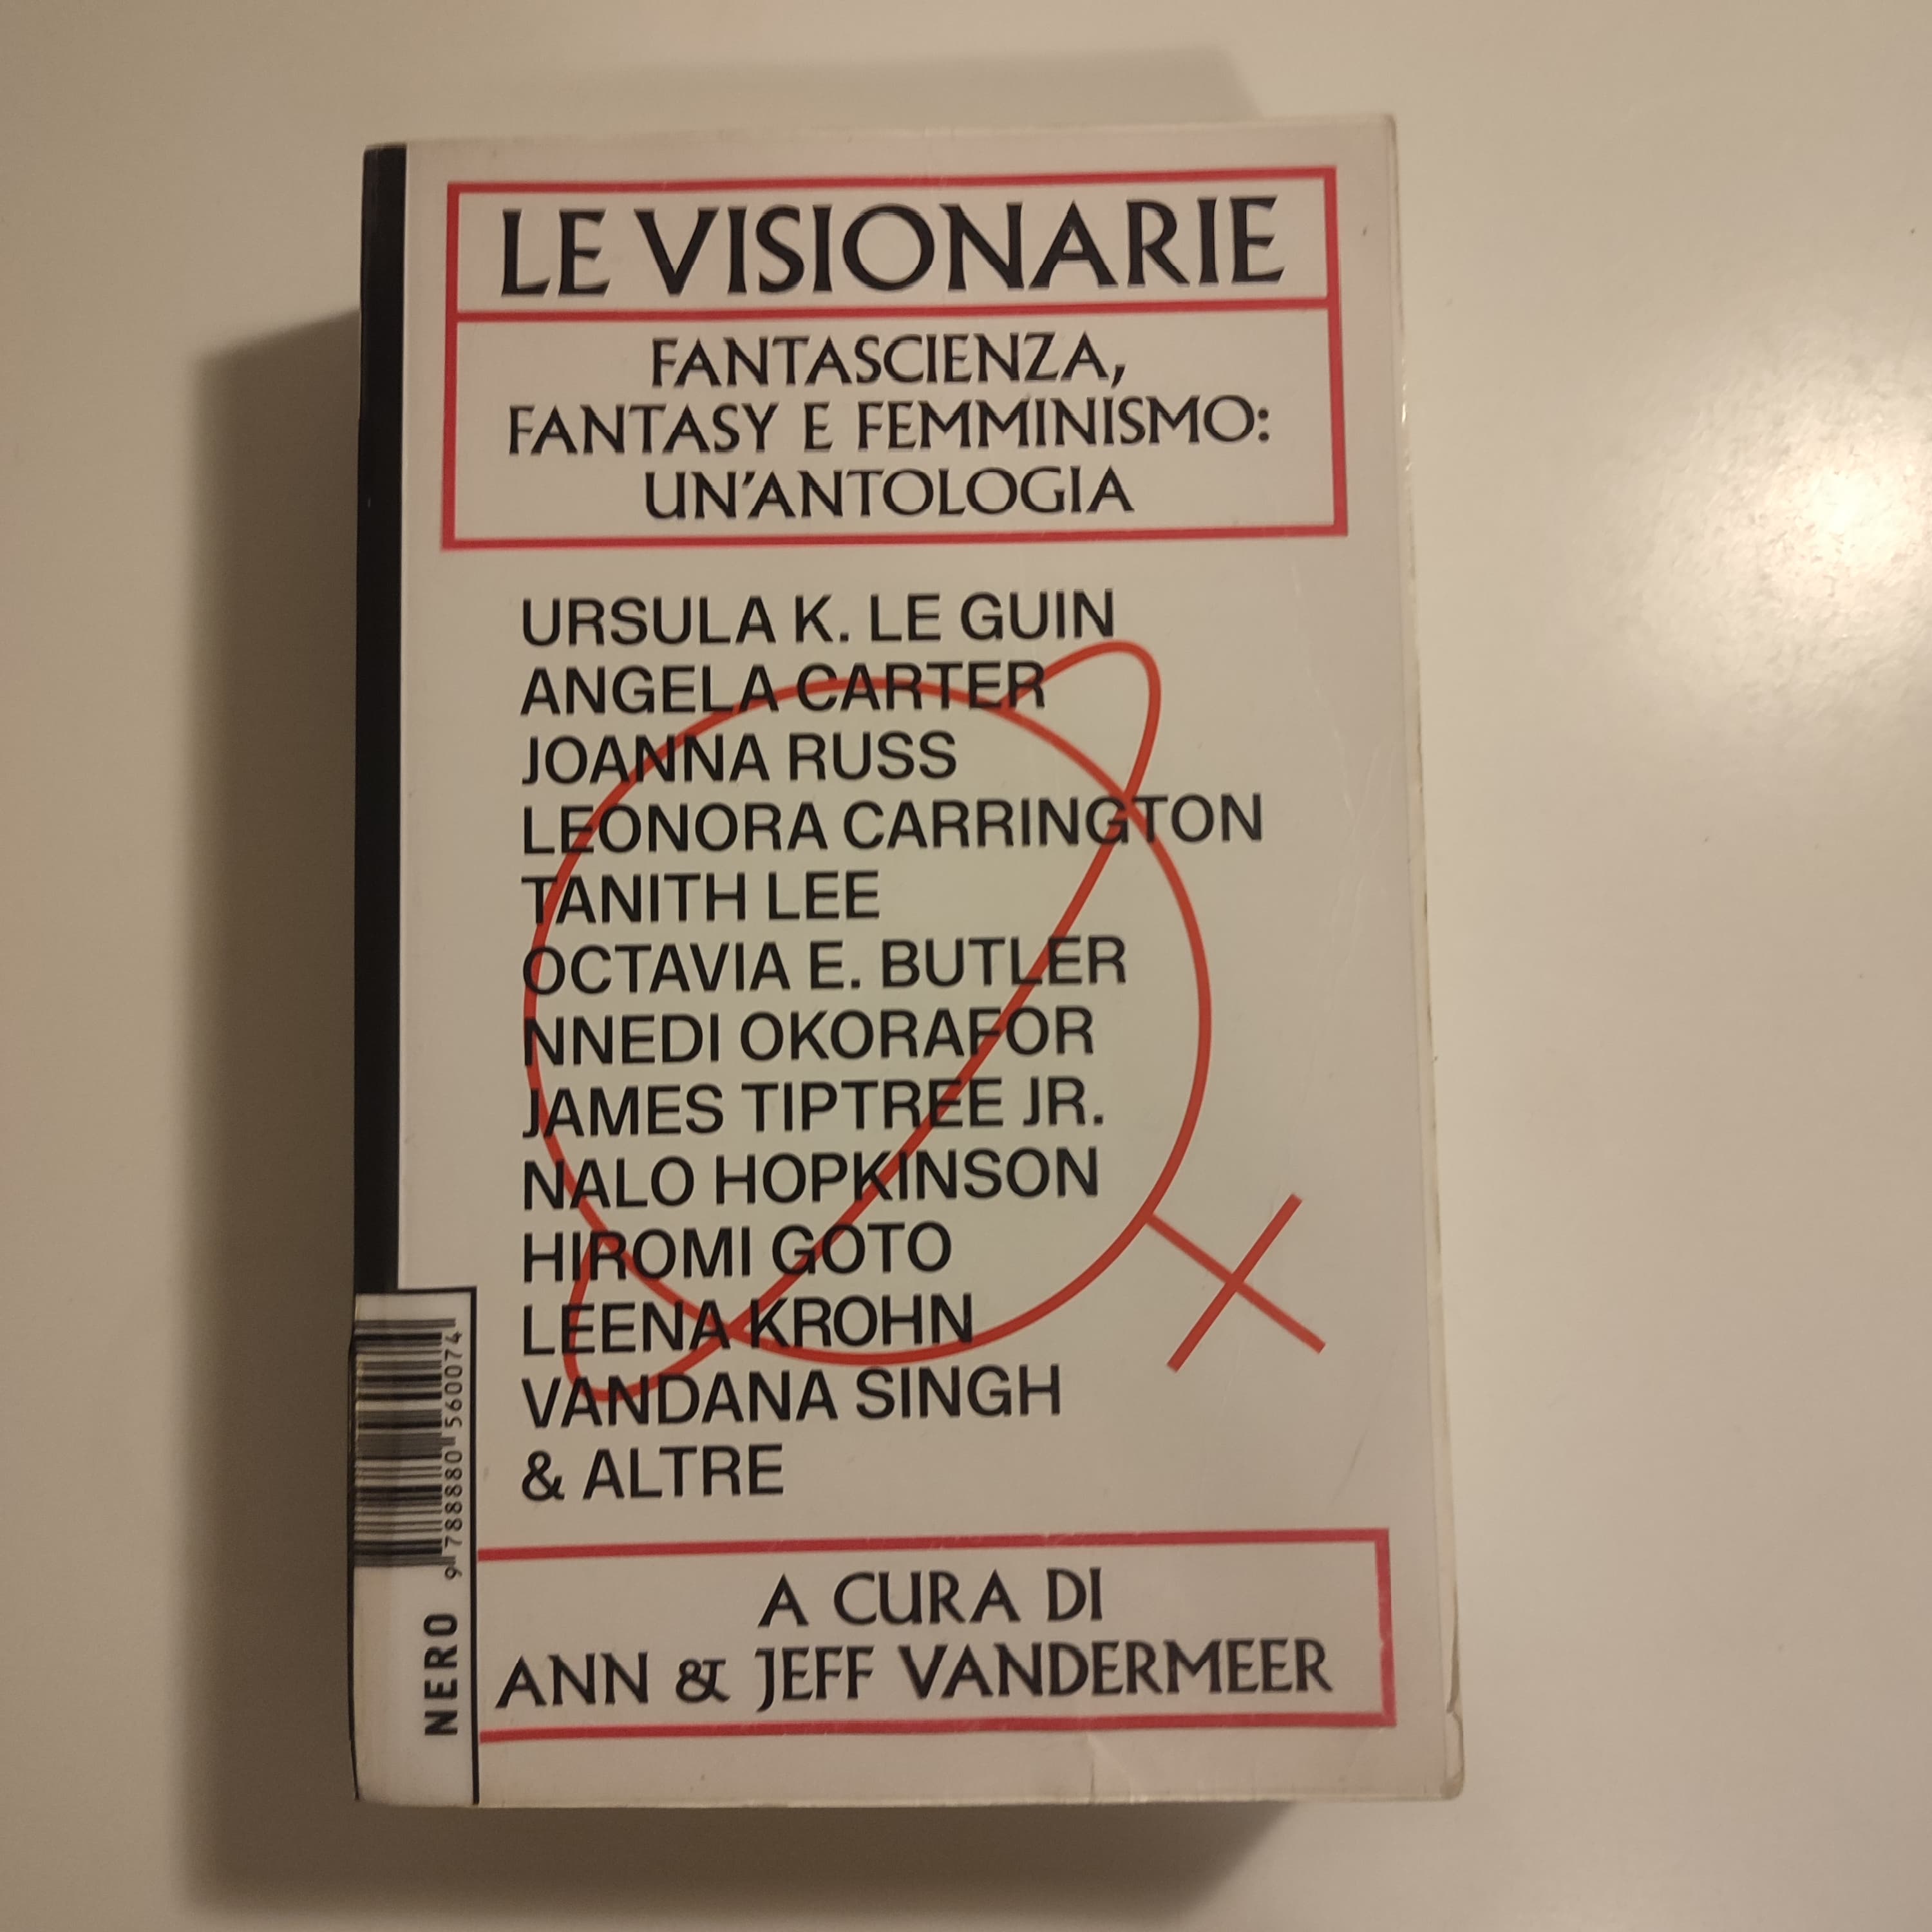 LE VISIONARIE
FANTASCIENZA,
FANTASY E FEMMINISMO:
UN'ANTOLOGIA
URSULA K. LE GUIN
ANGELA CARTER
JOANNA RUSS
LEONORA CARRINGTON
TANITH LEE
OCTAVIA E. BUTLER
NNEDI OKORAFOR
JAMES TIPTREE JR.
NALO HOPKINSON
HIROMI GOTO
LEENA KROHN
VANDANA SINGH
& ALTRE
A CURA DI
ANN & JEFF VANDERMEER
NERO
9 788880 560074